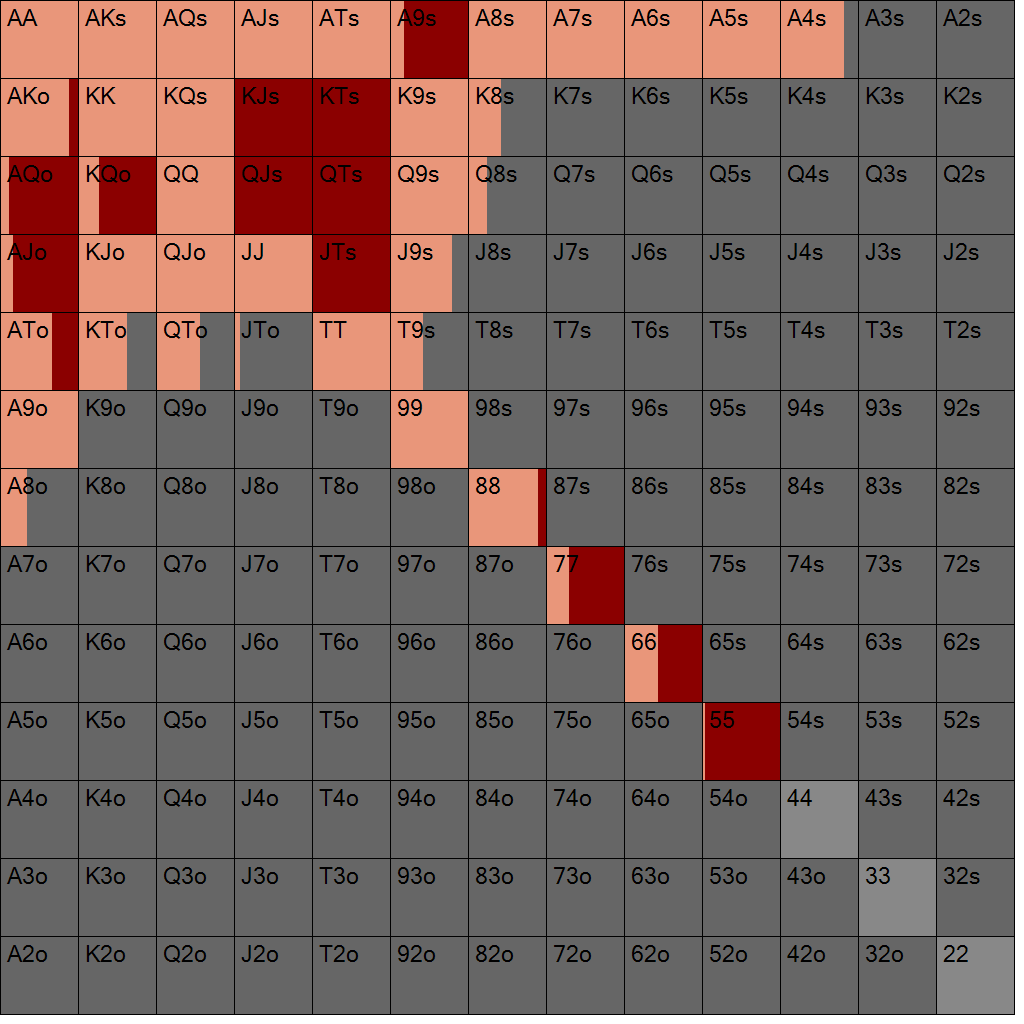 AA AKs AQs AJs ATs A9s A8s A7s A6s A5s A4s A3s A2s
AKo KK KQs KJs KTs K9s K8s K7s K6s K5s K4s K3s K2s
AQo KQo QQ QJs QTs Q9s Q8s Q7s Q6s Q5s Q4s Q3s Q2s
AJo KJo QJo JJ JTs J9s J8s J7s J6s J5s J4s J3s J2s
ATo KTo QTo JTo TT T9s T8s T7s T6s T5s T4s T3s T2s
A9o K9o Q9o J9o T9o 99 98s 97s 96s 95s 94s 93s 92s
A8o K8o Q8o J8o T8o 98o 88 87s 86s 85s 84s 83s 82s
A7o K7o Q7o J7o T7o 97o 87o 77 76s 75s 74s 73s 72s
A6o K6o Q6o J6o T6o 96o 86o 76o 66 65s 64s 63s 62s
A5o K5o Q5o J5o T5o 95o 85o 75o 65o 55 54s 53s 52s
A4o K4o Q4o J4o T4o 94o 84o 74o 64o 54o 44 43s 42s
A3o K3o Q3o J3o T3o 93o 83o 73o 63o 53o 43o 33 32s
A2o K2o Q2o J2o T2o 92o 82o 72o 62o 52o 42o 32o 22